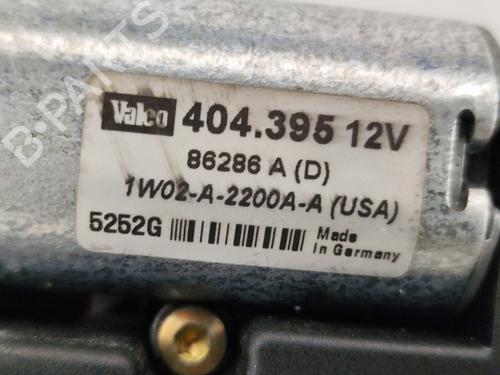 Valeo 404.395 12V
86286 A (D)
1W02-A-2200A-A (USA)
5252G Made
In Germany
B-PARTS